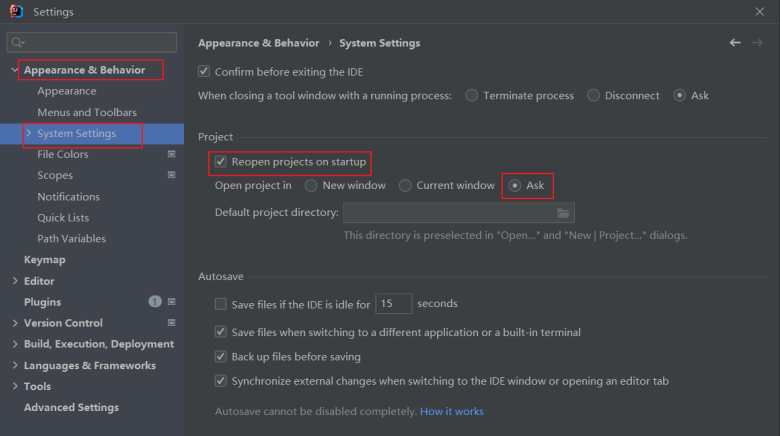 Settings
Appearance & Behavior
Appearance
Menus and Toolbars
System Settings
File Colors
Scopes
Notifications
Quick Lists
Path Variables
Keymap
Editor
Plugins 1
Version Control
Build, Execution, Deployment
Languages & Frameworks
Tools
Advanced Settings
Appearance & Behavior › System Settings
Confirm before exiting the IDE
When closing a tool window with a running process: Terminate process Disconnect Ask
Project
Reopen projects on startup
Open project in New window Current window Ask
Default project directory:
This directory is preselected in "Open..." and "New | Project..." dialogs.
Autosave
Save files if the IDE is idle for 15 seconds
Save files when switching to a different application or a built-in terminal
Back up files before saving
Synchronize external changes when switching to the IDE window or opening an editor tab
Autosave cannot be disabled completely. How it works